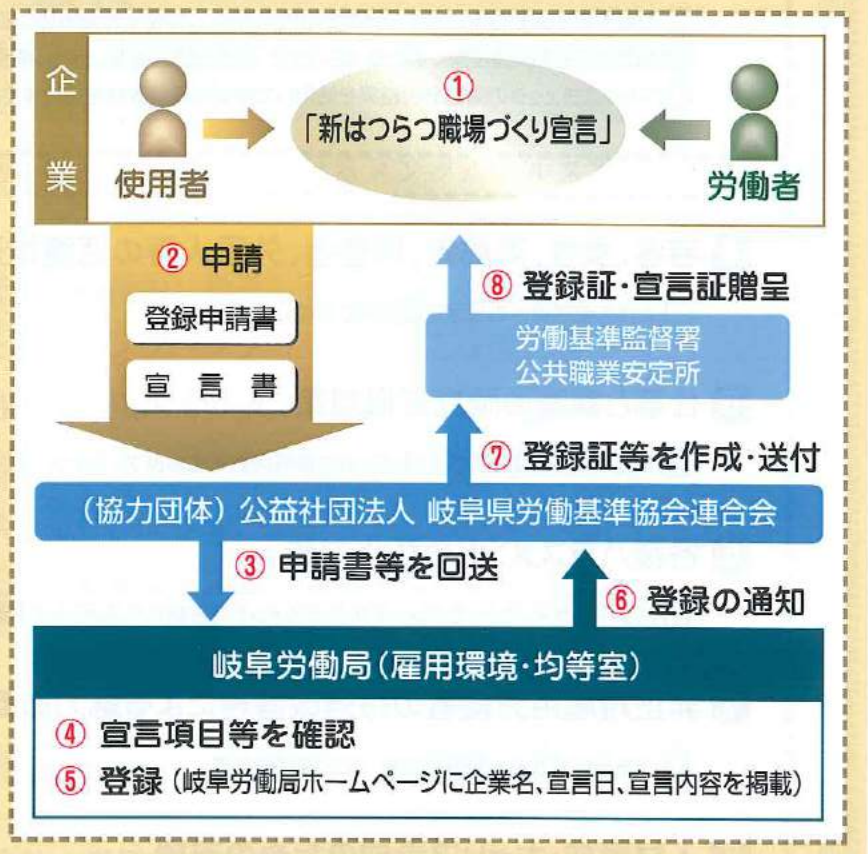 企業
①
「新はつらつ職場づくり宣言」
使用者
労働者
② 申請
登録申請書
宣言書
⑧ 登録証・宣言証贈呈
労働基準監督署
公共職業安定所
⑦ 登録証等を作成・送付
（協力団体）公益社団法人 岐阜県労働基準協会連合会
③ 申請書等を回送
⑥ 登録の通知
岐阜労働局（雇用環境・均等室）
④ 宣言項目等を確認
⑤ 登録（岐阜労働局ホームページに企業名、宣言日、宣言内容を掲載）